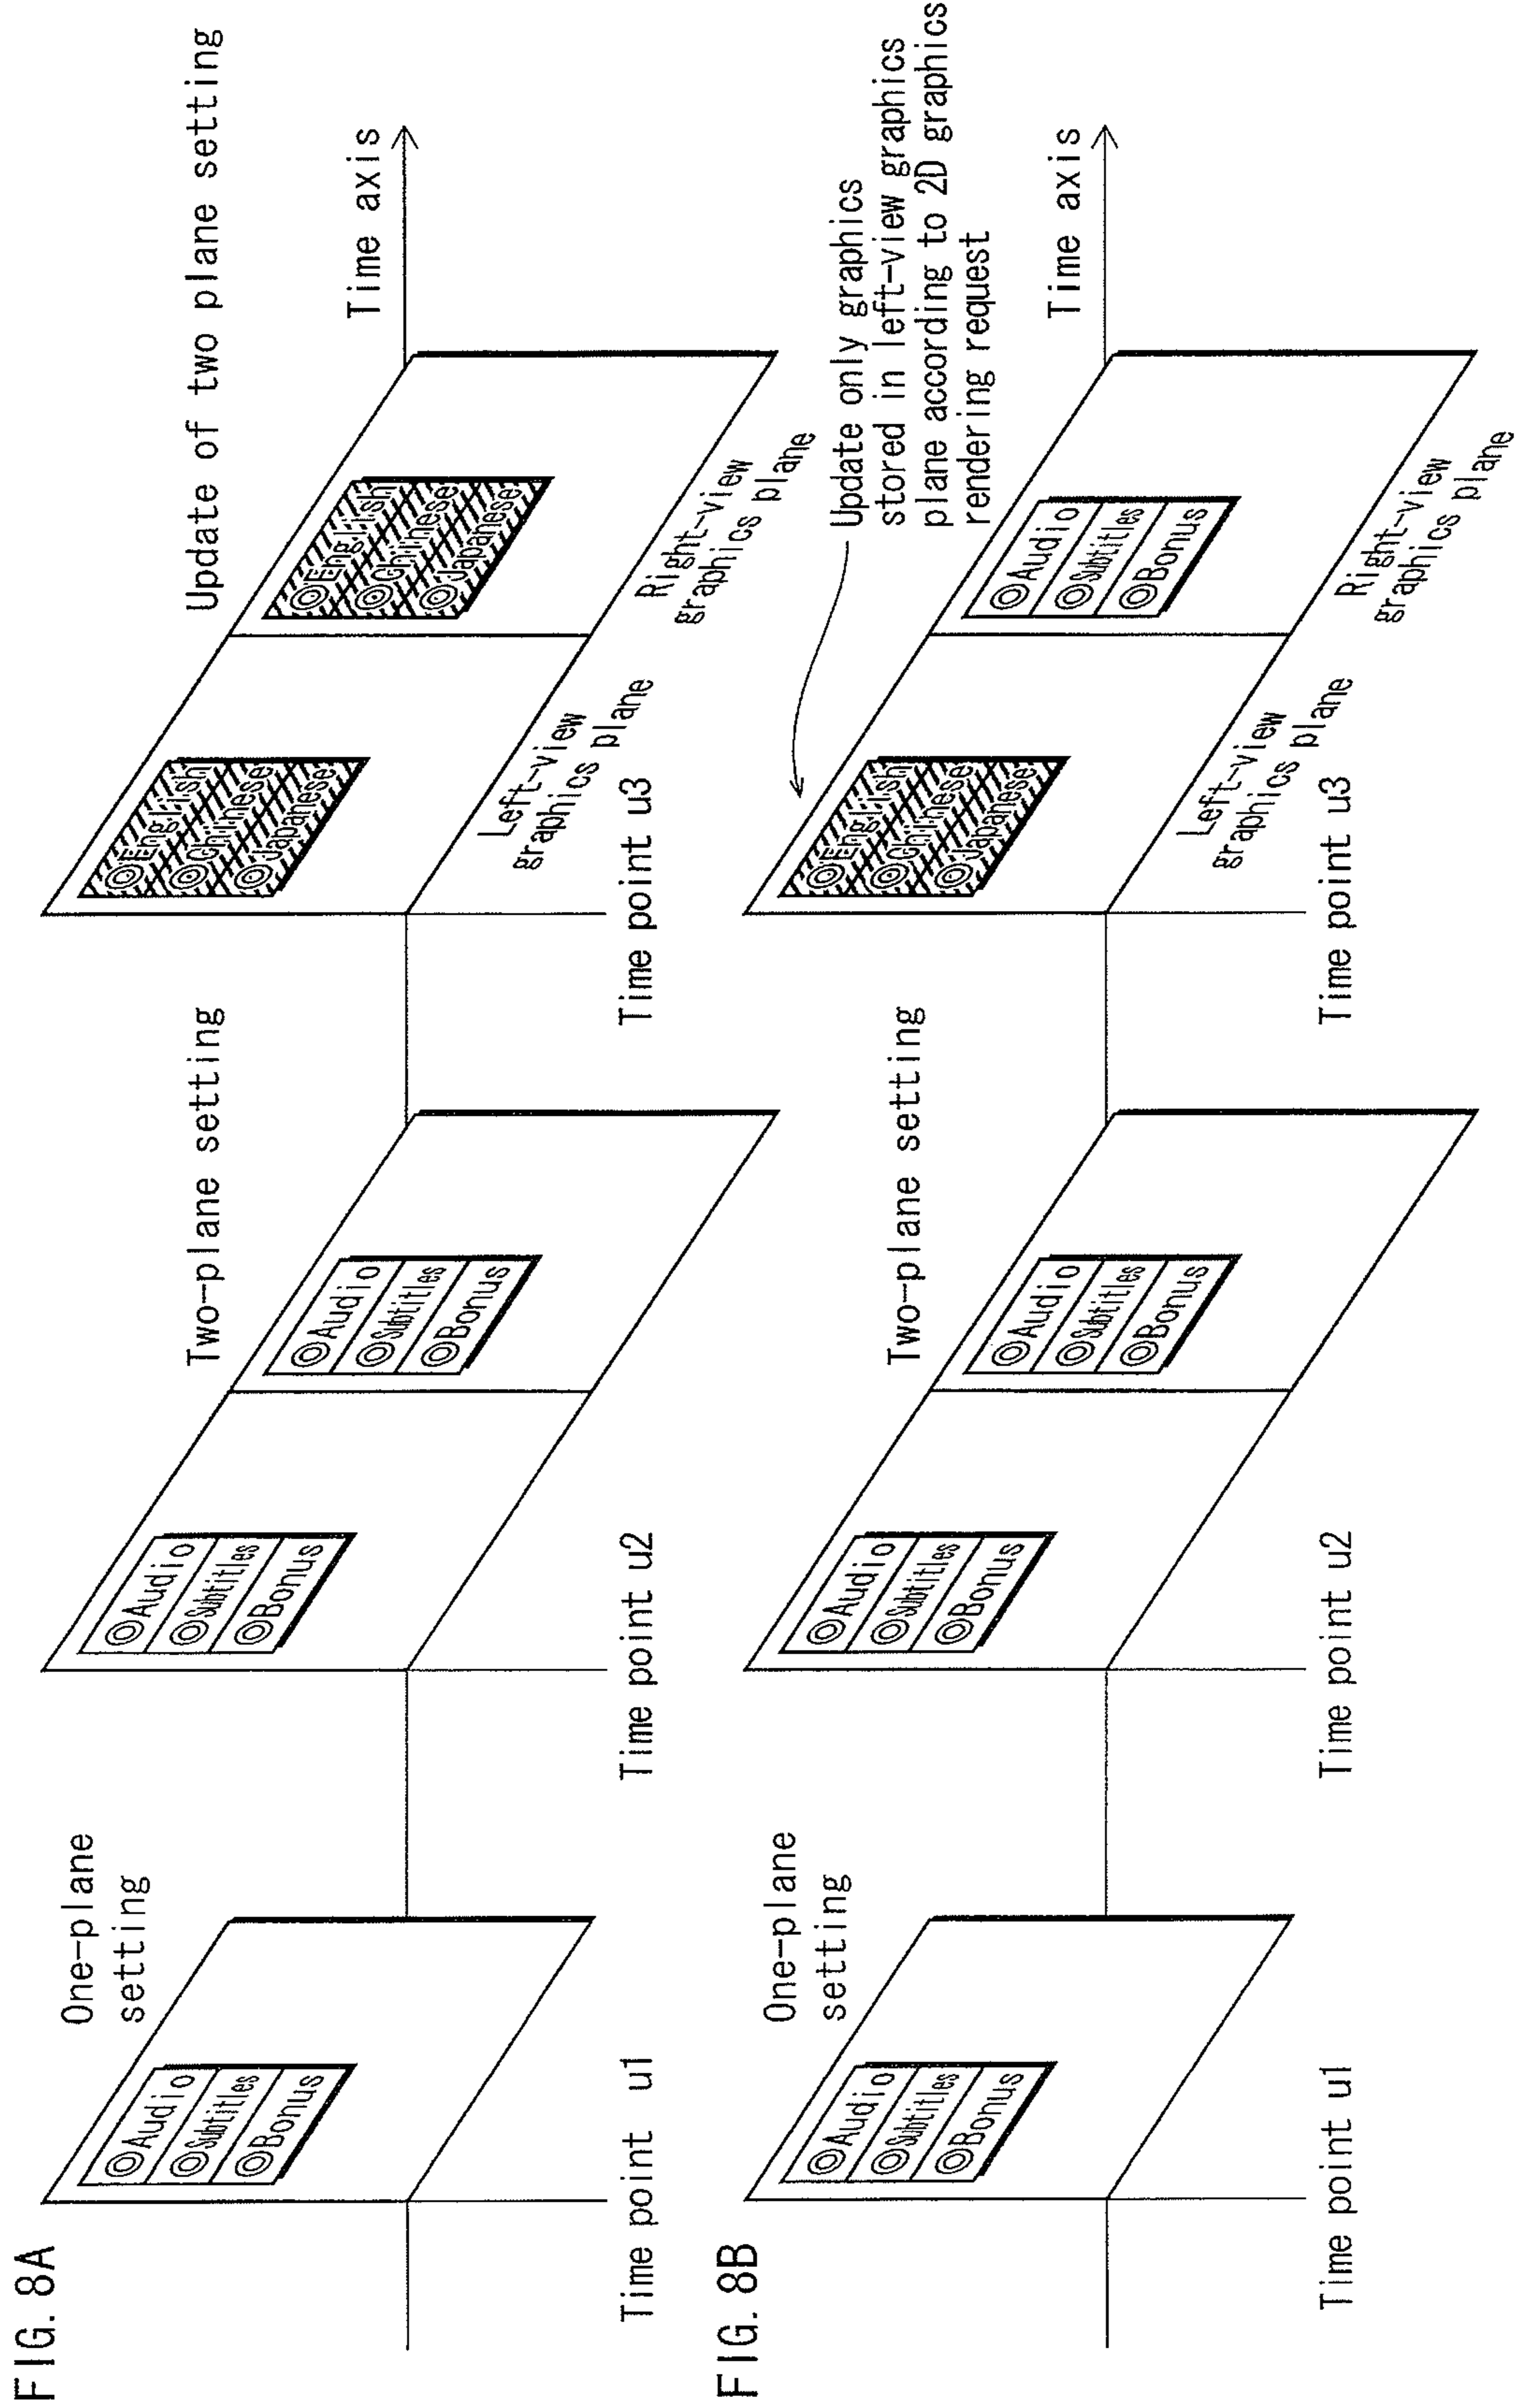 FIG. 8A
One-plane
setting
Audio
Subtitles
Bonus
Time point u1
Two-plane setting
Audio
Subtitles
Bonus
Audio
Subtitles
Bonus
Time point u2
Update of two plane setting
English
Chinese
Japanese
English
Chinese
Japanese
Left-view
graphics plane
Right-view
graphics plane
Time point u3
Time axis
FIG. 8B
One-plane
setting
Audio
Subtitles
Bonus
Time point u1
Two-plane setting
Audio
Subtitles
Bonus
Audio
Subtitles
Bonus
Time point u2
Update only graphics
stored in left-view graphics
plane according to 2D graphics
rendering request
English
Chinese
Japanese
Audio
Subtitles
Bonus
Left-view
graphics plane
Right-view
graphics plane
Time point u3
Time axis